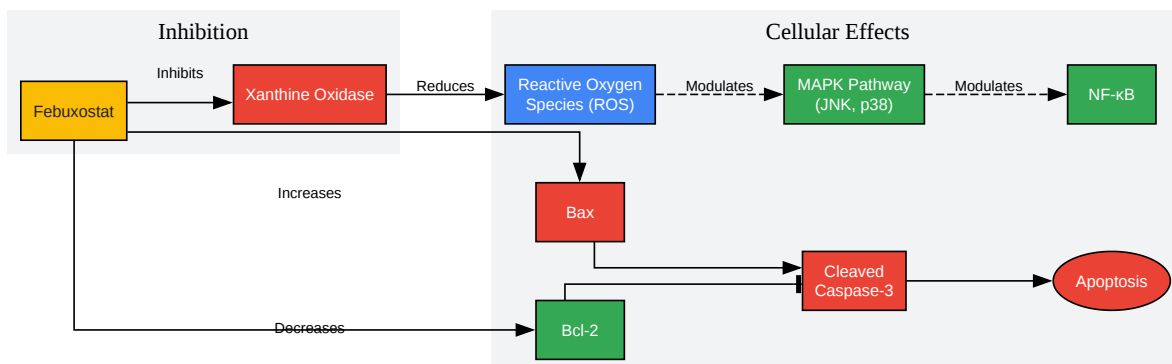 Inhibition
Cellular Effects
Febuxostat
Inhibits
Xanthine Oxidase
Reduces
Reactive Oxygen
Species (ROS)
Modulates
MAPK Pathway
(JNK, p38)
Modulates
NF-κB
Increases
Bax
Cleaved
Caspase-3
Apoptosis
Decreases
Bcl-2